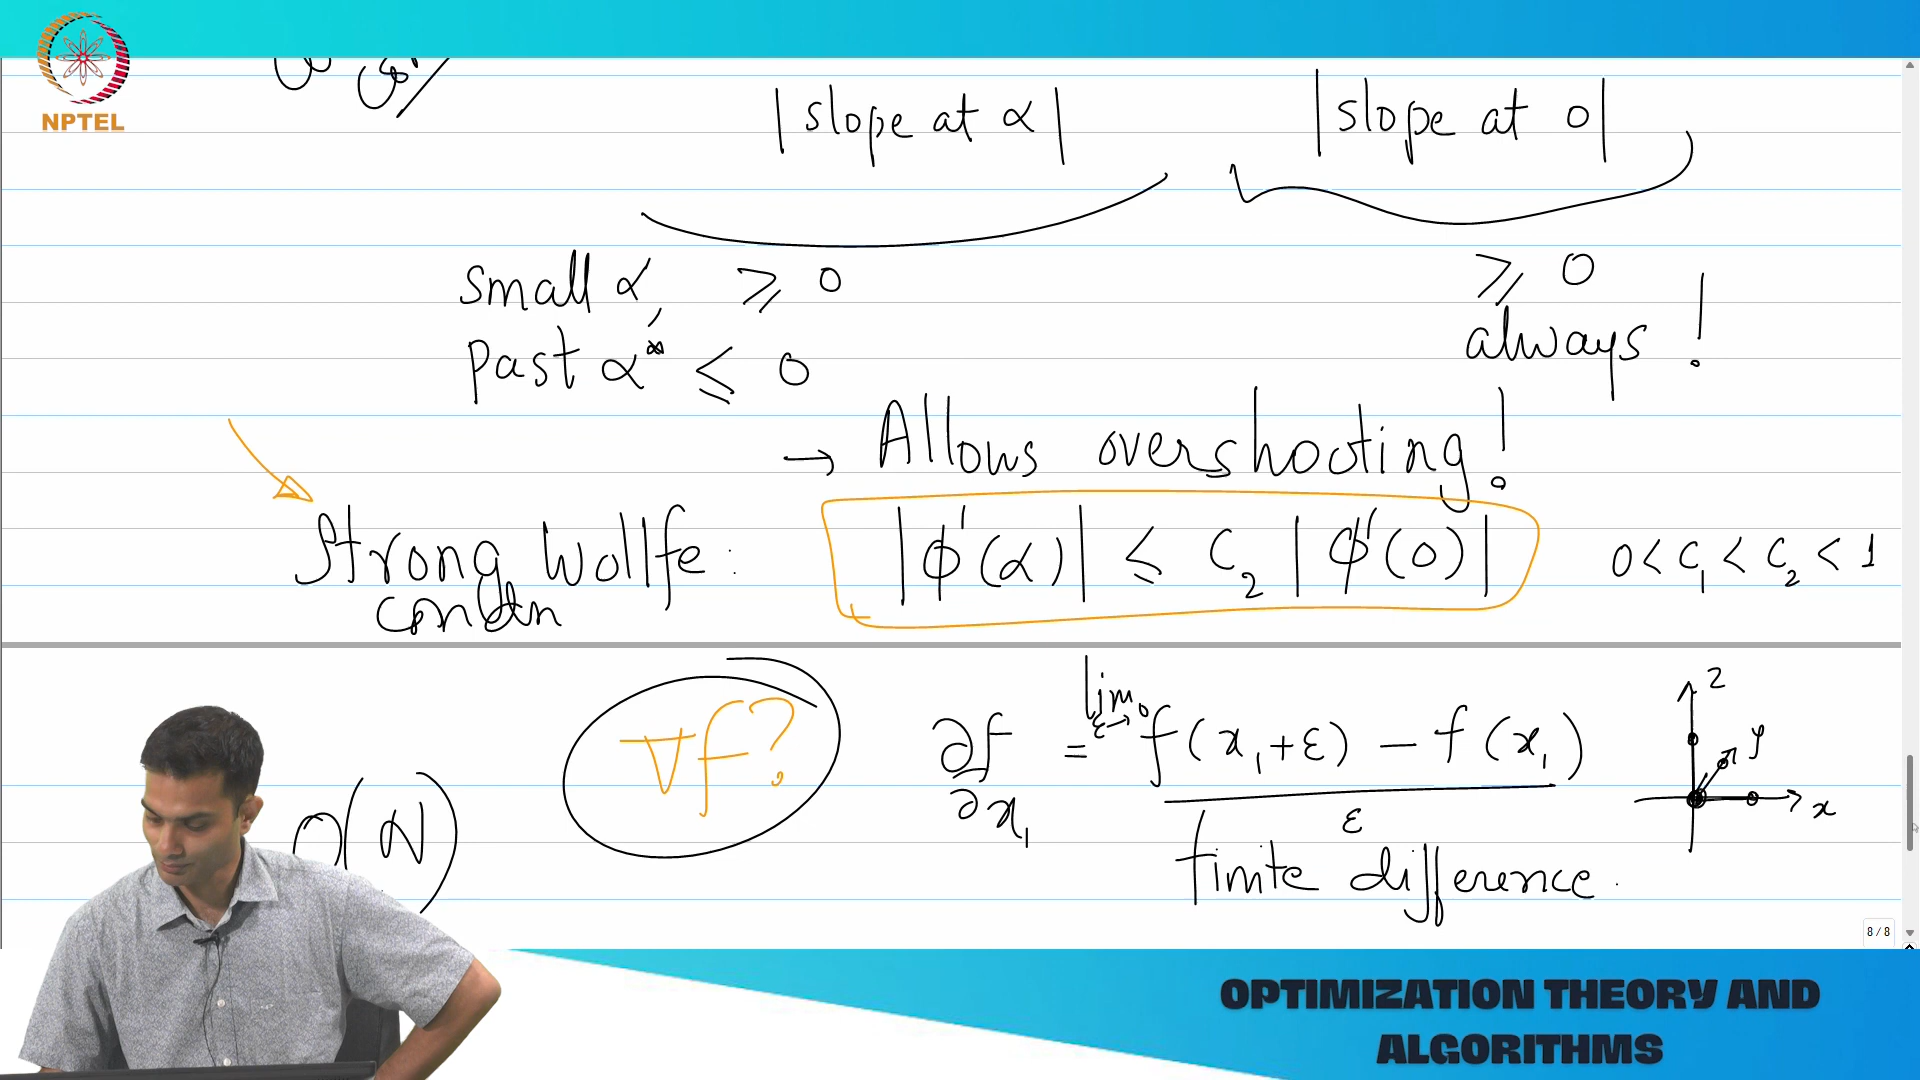 NPTEL
|slope at α| |slope at 0|
small α, ⩾ 0 ⩾ 0
past α* ⩽ 0 always !
→ Allows overshooting!
Strong Wollfe : |ϕ'(α)| ≤ C₂ |ϕ'(0)| 0 < C₁ < C₂ < 1
condn
∇f? ∂f/∂x₁ = lim ε→0 f(x₁+ε) − f(x₁) / ε
z
y
x
O(N)
finite difference.
8 / 8
OPTIMIZATION THEORY AND
ALGORITHMS